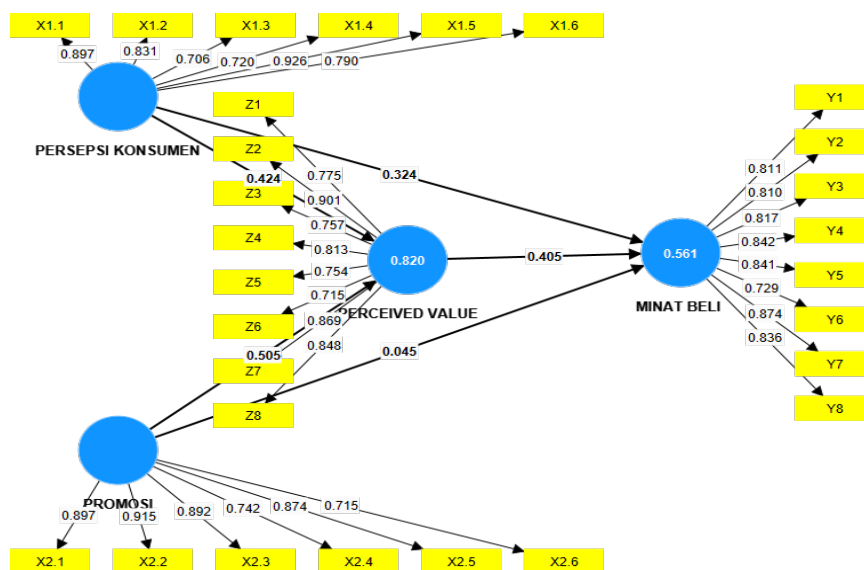 X1.1 X1.2 X1.3 X1.4 X1.5 X1.6
0.897 0.831 0.706 0.720 0.926 0.790
PERSEPSI KONSUMEN
Z1
Z2
Z3
Z4
Z5
Z6
Z7
Z8
0.775
0.901
0.757
0.813
0.754
0.715
0.869
0.848
0.424
0.324
0.820
PERCEIVED VALUE
0.405
0.505
0.045
0.561
MINAT BELI
0.811
0.810
0.817
0.842
0.841
0.729
0.874
0.836
Y1
Y2
Y3
Y4
Y5
Y6
Y7
Y8
PROMOSI
0.897 0.915 0.892 0.742 0.874 0.715
X2.1 X2.2 X2.3 X2.4 X2.5 X2.6